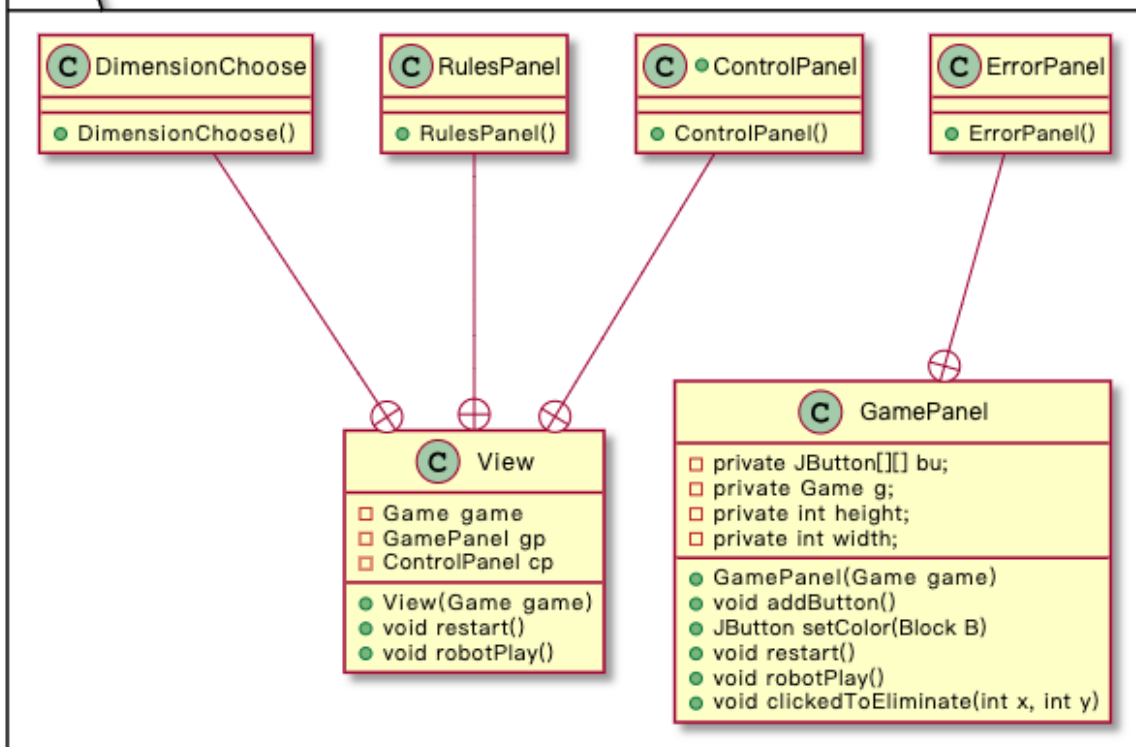 C DimensionChoose
DimensionChoose()
C RulesPanel
RulesPanel()
C ControlPanel
ControlPanel()
C ErrorPanel
ErrorPanel()
C View
Game game
GamePanel gp
ControlPanel cp
View(Game game)
void restart()
void robotPlay()
C GamePanel
private JButton[][] bu;
private Game g;
private int height;
private int width;
GamePanel(Game game)
void addButton()
JButton setColor(Block B)
void restart()
void robotPlay()
void clickedToEliminate(int x, int y)